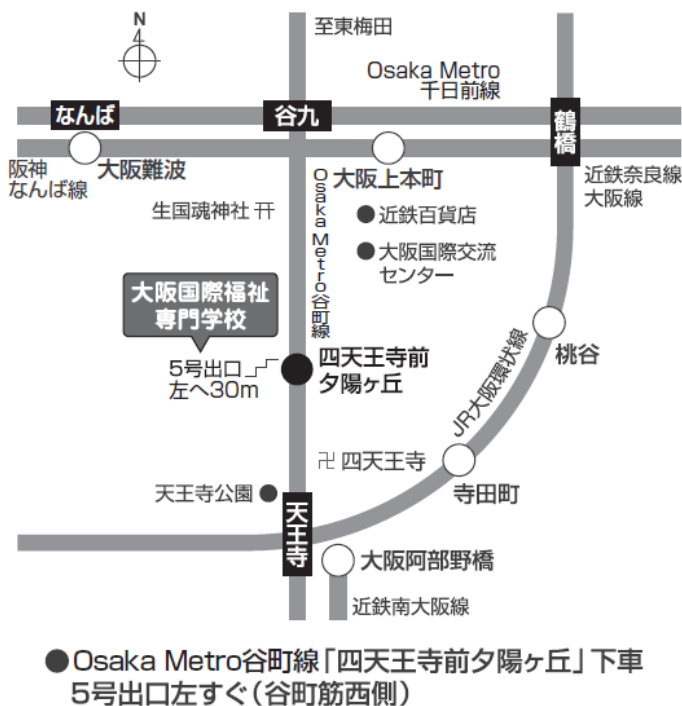 N
至東梅田
Osaka Metro
千日前線
なんば
谷九
鶴橋
阪神
なんば線
大阪難波
大阪上本町
近鉄奈良線
大阪線
生国魂神社
Osaka Metro谷町線
近鉄百貨店
大阪国際交流
センター
大阪国際福祉
専門学校
5号出口
左へ30m
四天王寺前
夕陽ヶ丘
桃谷
JR大阪環状線
卍 四天王寺
寺田町
天王寺公園
天王寺
大阪阿部野橋
近鉄南大阪線
●Osaka Metro谷町線「四天王寺前夕陽ヶ丘」下車
5号出口左すぐ(谷町筋西側)